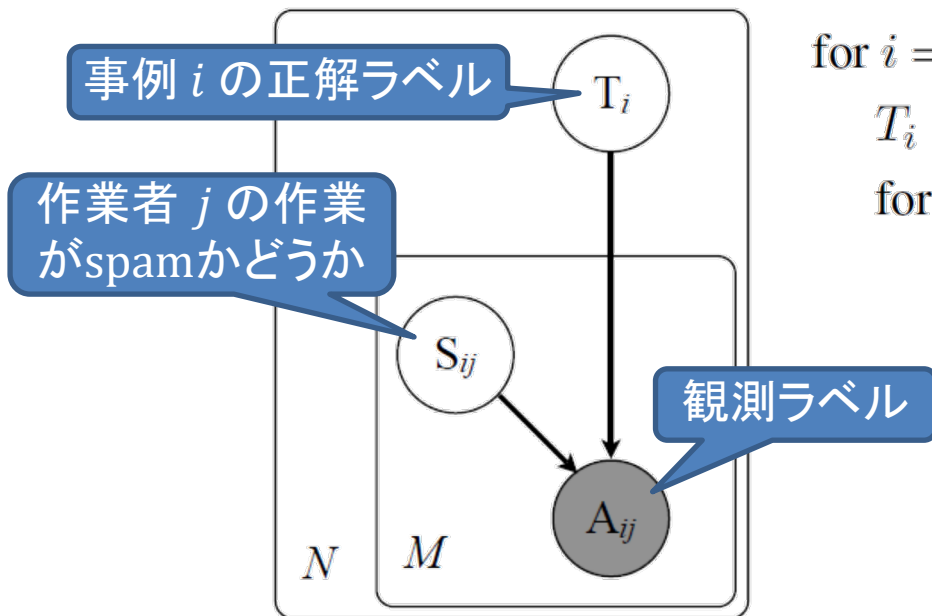 事例 i の正解ラベル
T_i
for i =
T_i
for
作業者 j の作業
がspamかどうか
S_ij
観測ラベル
A_ij
N
M